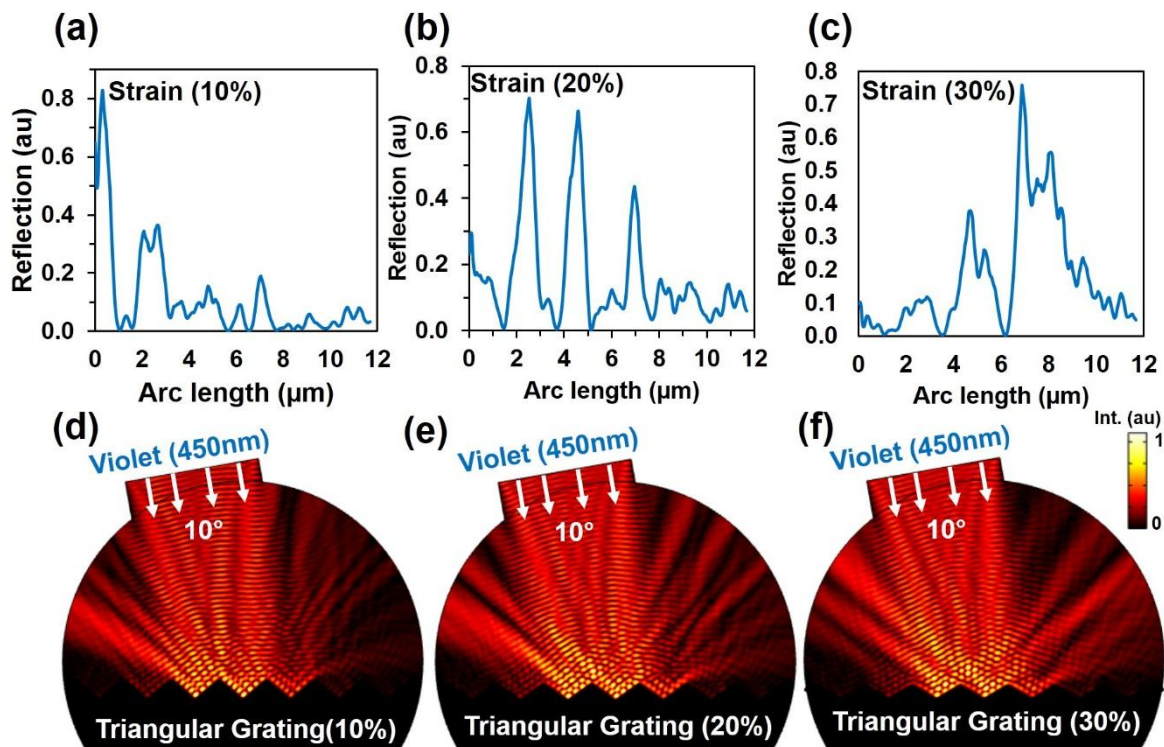 (a)
Strain (10%)
Reflection (au)
0.8
0.6
0.4
0.2
0.0
0 2 4 6 8 10 12
Arc length (µm)
(b)
Strain (20%)
Reflection (au)
0.8
0.6
0.4
0.2
0.0
0 2 4 6 8 10 12
Arc length (µm)
(c)
Strain (30%)
Reflection (au)
0.8
0.7
0.6
0.5
0.4
0.3
0.2
0.1
0.0
0 2 4 6 8 10 12
Arc length (µm)
(d)
Violet (450nm)
10°
Triangular Grating(10%)
(e)
Violet (450nm)
10°
Triangular Grating (20%)
(f)
Violet (450nm)
10°
Triangular Grating (30%)
Int. (au)
1
0